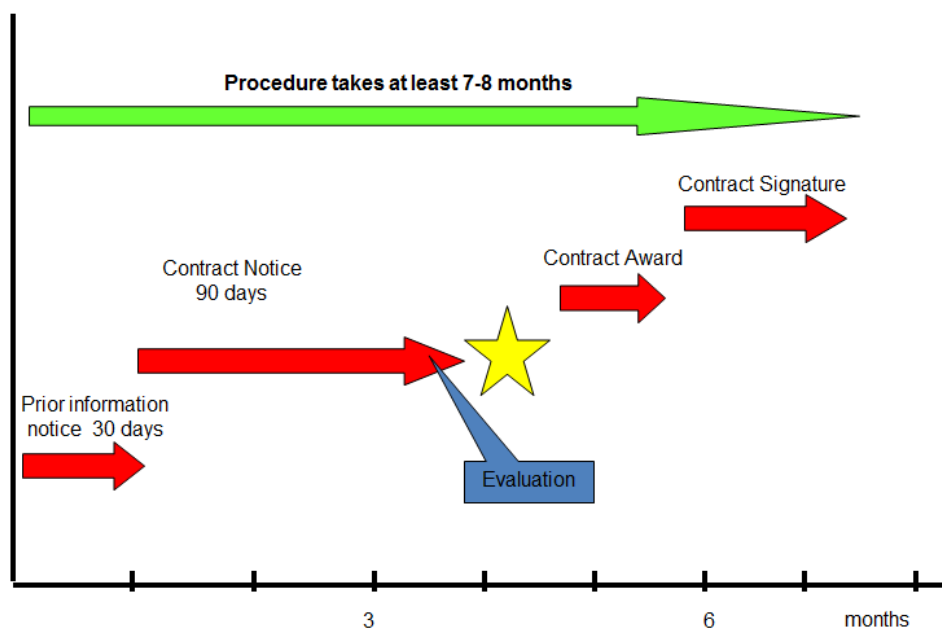 Procedure takes at least 7-8 months
Contract Signature
Contract Award
Contract Notice
90 days
Prior information
notice 30 days
Evaluation
3
6
months